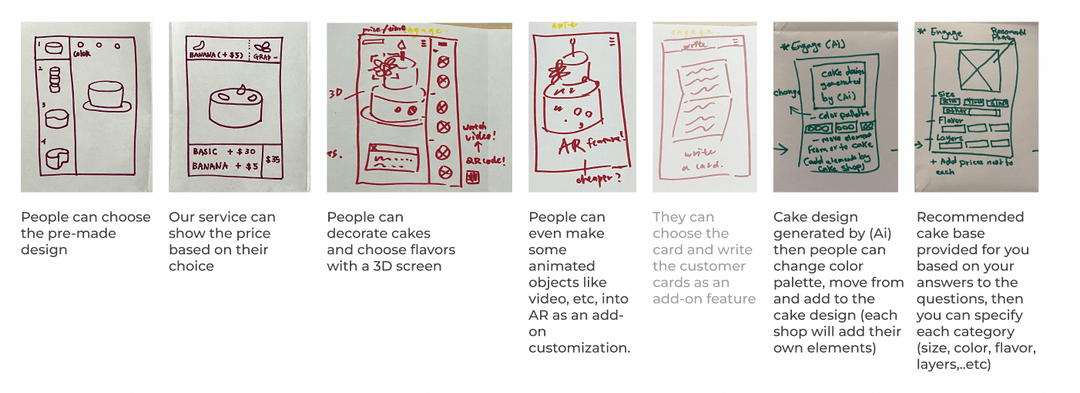 1
color
2
3
4
BANANA (+ $5)
GRAP-
BASIC + $30
BANANA + $5
$35
price/time engage
3D
watch
video!
QR code!
AR feature!
cheaper?
engage
write
write
a card.
* Engage (Ai)
cake design
generated
by (Ai)
change
- color palette
- move element
from or to cake
(add elements by
cake shop)
* Engage
- Size
- Flavor
- Layers
+ Add prices next to
each
People can choose
the pre-made
design
Our service can
show the price
based on their
choice
People can
decorate cakes
and choose flavors
with a 3D screen
People can
even make
some
animated
objects like
video, etc, into
AR as an add-
on
customization.
They can
choose the
card and write
the customer
cards as an
add-on feature
Cake design
generated by (Ai)
then people can
change color
palette, move from
and add to the
cake design (each
shop will add their
own elements)
Recommended
cake base
provided for you
based on your
answers to the
questions, then
you can specify
each category
(size, color, flavor,
layers,..etc)